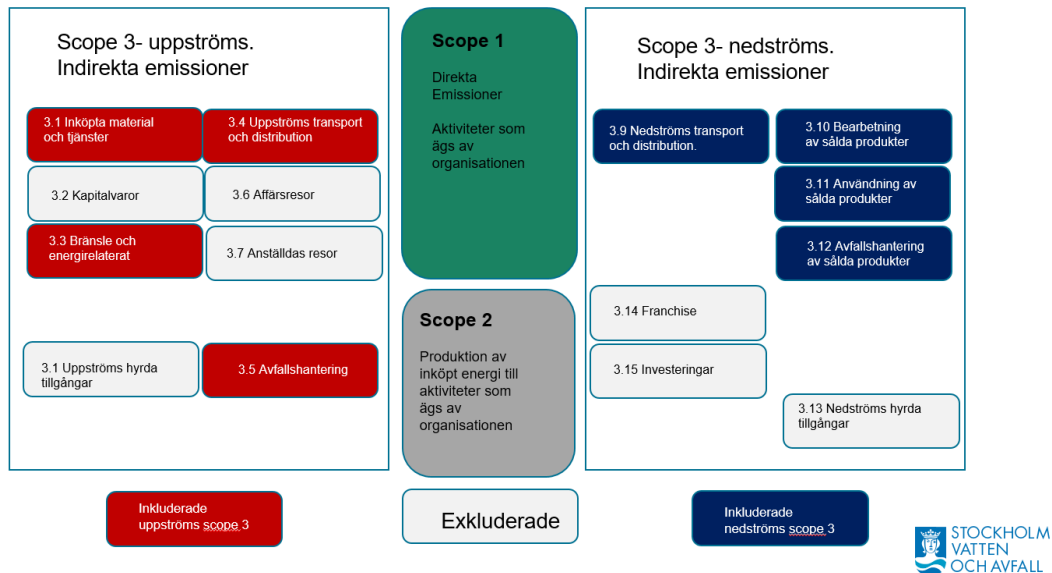 Scope 3- uppströms.
Indirekta emissioner
3.1 Inköpta material
och tjänster
3.4 Uppströms transport
och distribution
3.2 Kapitalvaror
3.6 Affärsresor
3.3 Bränsle och
energirelaterat
3.7 Anställdas resor
3.1 Uppströms hyrda
tillgångar
3.5 Avfallshantering
Inkluderade
uppströms scope 3
Scope 1
Direkta
Emissioner
Aktiviteter som
ägs av
organisationen
Scope 2
Produktion av
inköpt energi till
aktiviteter som
ägs av
organisationen
Exkluderade
Scope 3- nedströms.
Indirekta emissioner
3.9 Nedströms transport
och distribution.
3.10 Bearbetning
av sålda produkter
3.11 Användning av
sålda produkter
3.12 Avfallshantering
av sålda produkter
3.14 Franchise
3.15 Investeringar
3.13 Nedströms hyrda
tillgångar
Inkluderade
nedströms scope 3
STOCKHOLM
VATTEN
OCH AVFALL